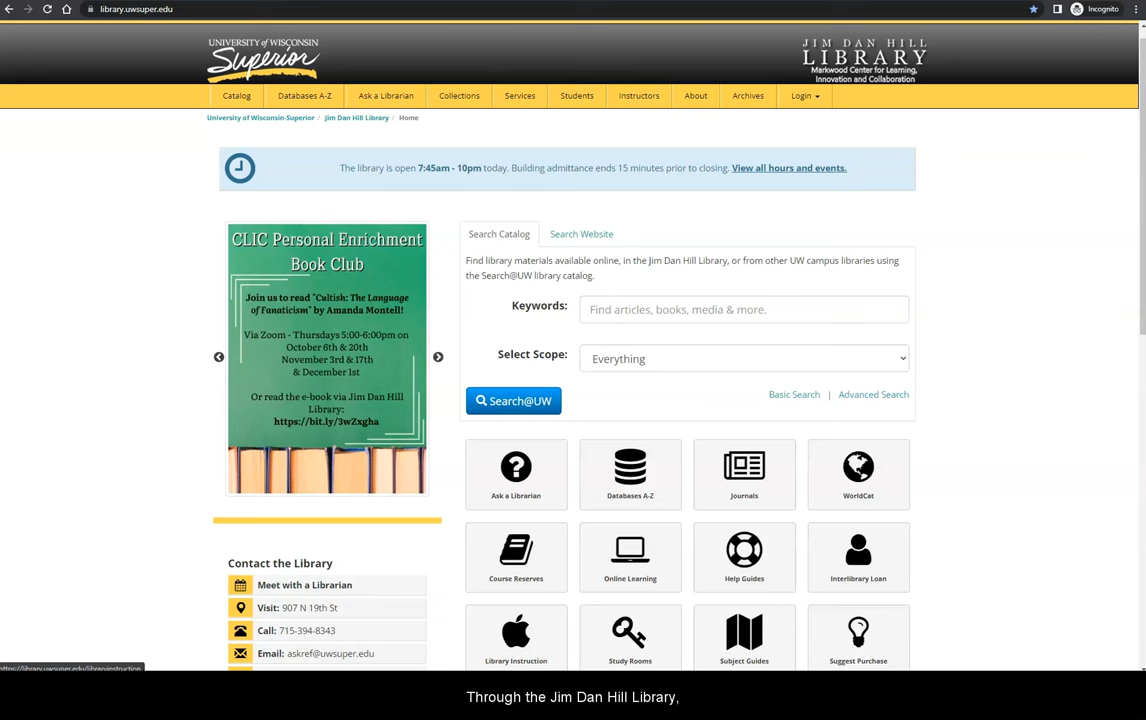 library.uwsuper.edu
Incognito
UNIVERSITY of WISCONSIN
Superior
JIM DAN HILL
LIBRARY
Markwood Center for Learning,
Innovation and Collaboration
Catalog
Databases A-Z
Ask a Librarian
Collections
Services
Students
Instructors
About
Archives
Login
University of Wisconsin-Superior / Jim Dan Hill Library / Home
The library is open 7:45am - 10pm today. Building admittance ends 15 minutes prior to closing. View all hours and events.
CLIC Personal Enrichment
Book Club
Join us to read "Cultish: The Language
of Fanaticism" by Amanda Montell!
Via Zoom - Thursdays 5:00-6:00pm on
October 6th & 20th
November 3rd & 17th
& December 1st
Or read the e-book via Jim Dan Hill
Library:
https://bit.ly/3wZxgha
Search Catalog
Search Website
Find library materials available online, in the Jim Dan Hill Library, or from other UW campus libraries using
the Search@UW library catalog.
Keywords:
Find articles, books, media & more.
Select Scope:
Everything
Search@UW
Basic Search | Advanced Search
Ask a Librarian
Databases A-Z
Journals
WorldCat
Course Reserves
Online Learning
Help Guides
Interlibrary Loan
Library Instruction
Study Rooms
Subject Guides
Suggest Purchase
Contact the Library
Meet with a Librarian
Visit: 907 N 19th St
Call: 715-394-8343
Email: askref@uwsuper.edu
https://library.uwsuper.edu/libraryinstruction
Through the Jim Dan Hill Library,